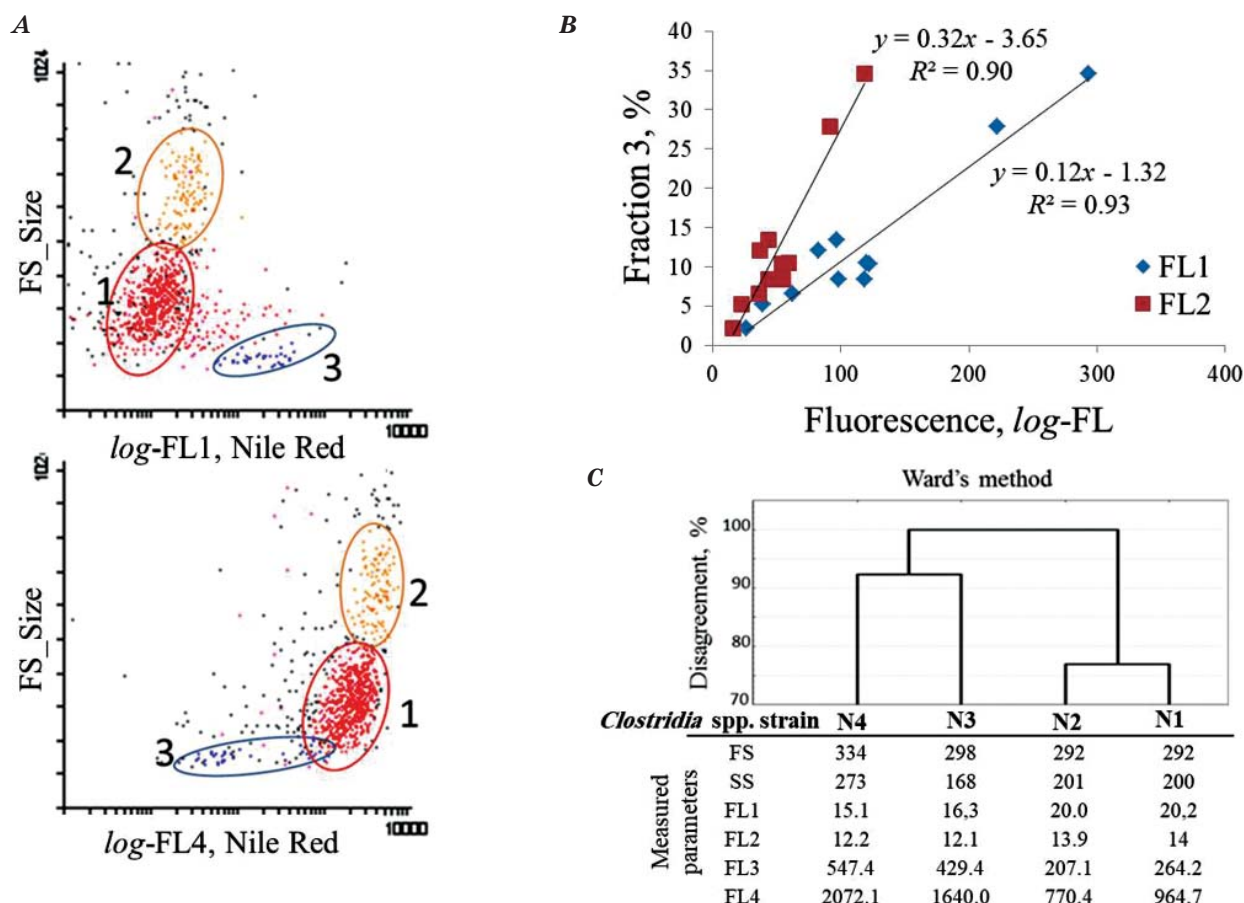 A
1024
FS_Size
2
1
3
10000
log-FL1, Nile Red
FS_Size
2
1
3
10000
log-FL4, Nile Red
B
Fraction 3, %
40
35
30
25
20
15
10
5
0
0 100 200 300 400
y = 0.32x - 3.65
R² = 0.90
y = 0.12x - 1.32
R² = 0.93
FL1
FL2
Fluorescence, log-FL
C
Ward's method
Disagreement, %
100
90
80
70
Clostridia spp. strain N4 N3 N2 N1
Measured parameters
FS 334 298 292 292
SS 273 168 201 200
FL1 15.1 16,3 20.0 20,2
FL2 12.2 12.1 13.9 14
FL3 547.4 429.4 207.1 264.2
FL4 2072.1 1640.0 770.4 964.7